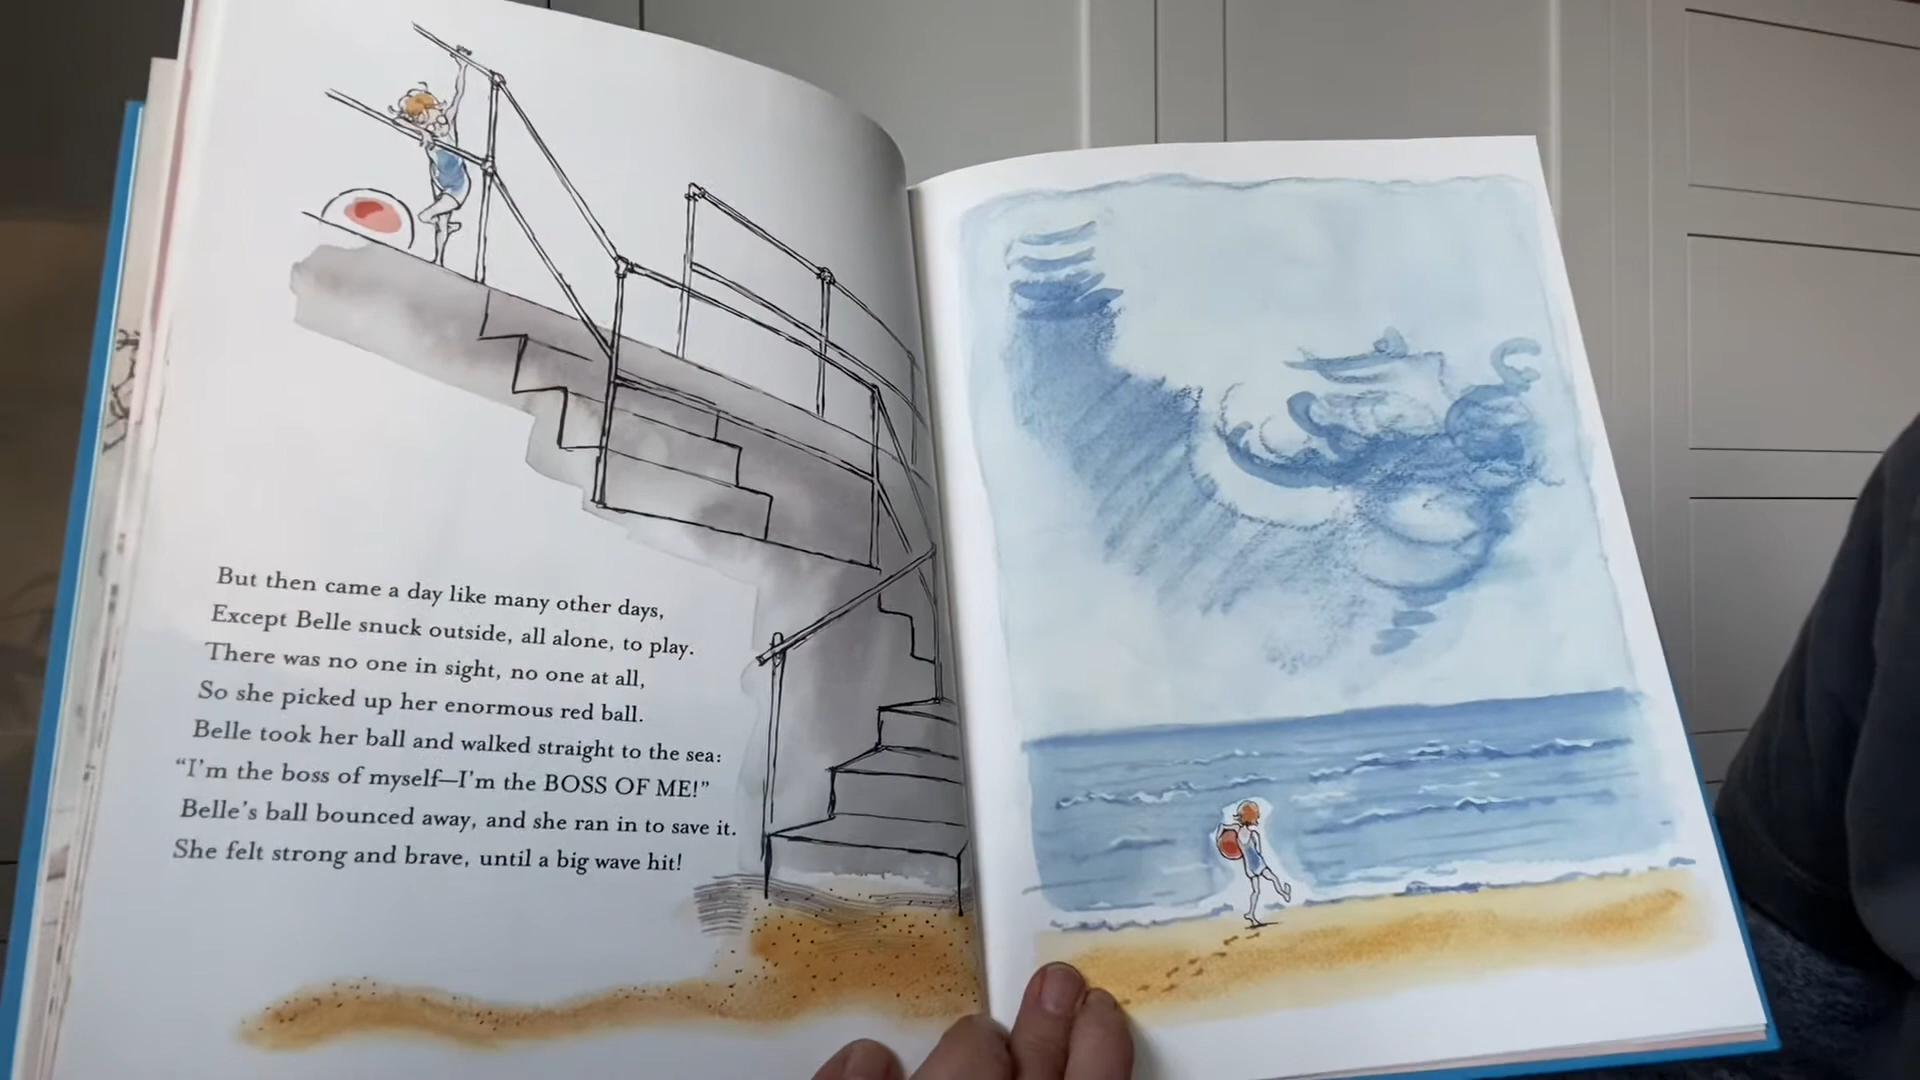 But then came a day like many other days,
Except Belle snuck outside, all alone, to play.
There was no one in sight, no one at all,
So she picked up her enormous red ball.
Belle took her ball and walked straight to the sea:
“I’m the boss of myself—I’m the BOSS OF ME!”
Belle’s ball bounced away, and she ran in to save it.
She felt strong and brave, until a big wave hit!